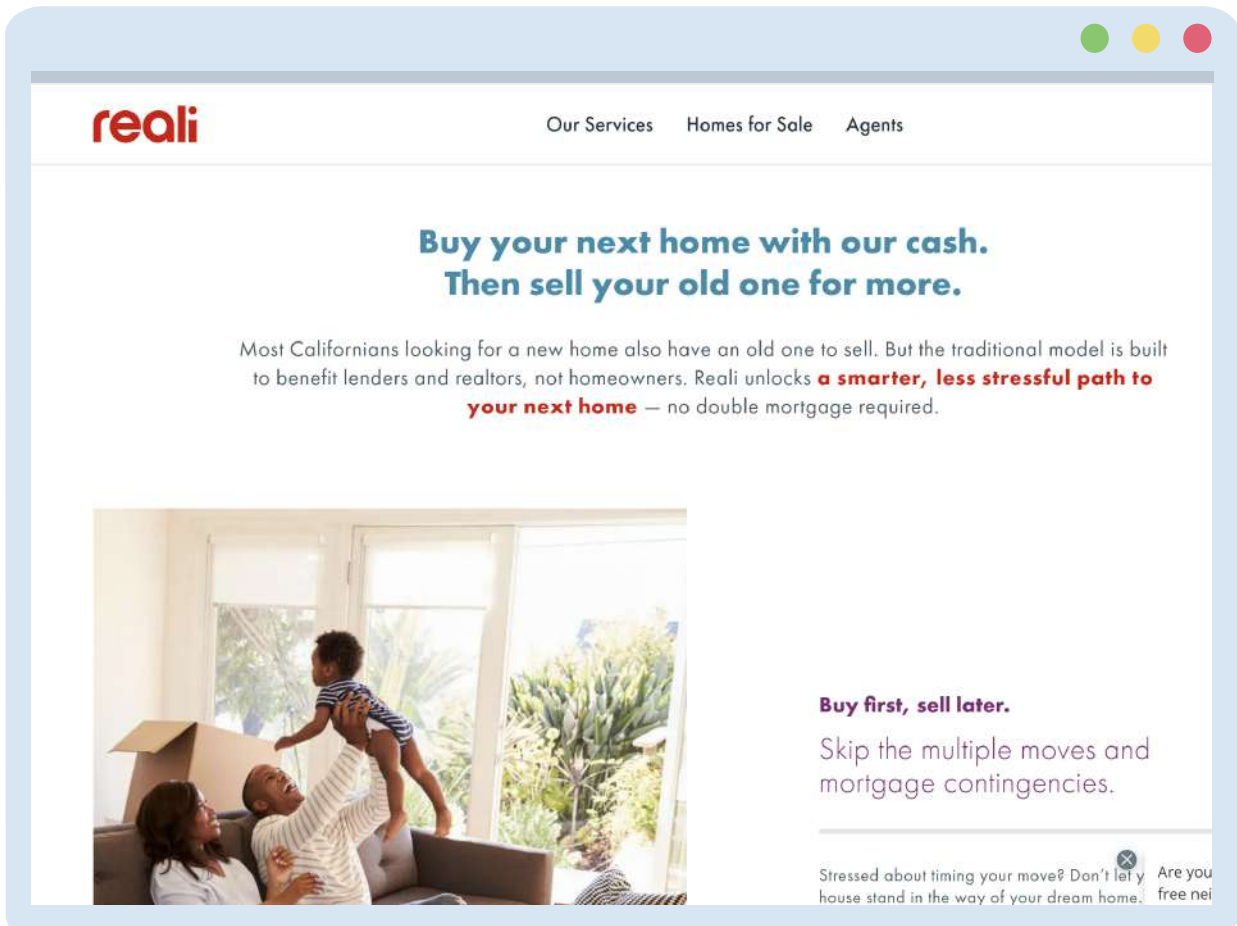 reali
Our Services Homes for Sale Agents
Buy your next home with our cash.
Then sell your old one for more.
Most Californians looking for a new home also have an old one to sell. But the traditional model is built
to benefit lenders and realtors, not homeowners. Reali unlocks a smarter, less stressful path to
your next home — no double mortgage required.
Buy first, sell later.
Skip the multiple moves and
mortgage contingencies.
Stressed about timing your move? Don't let y
house stand in the way of your dream home.
Are you
free nei